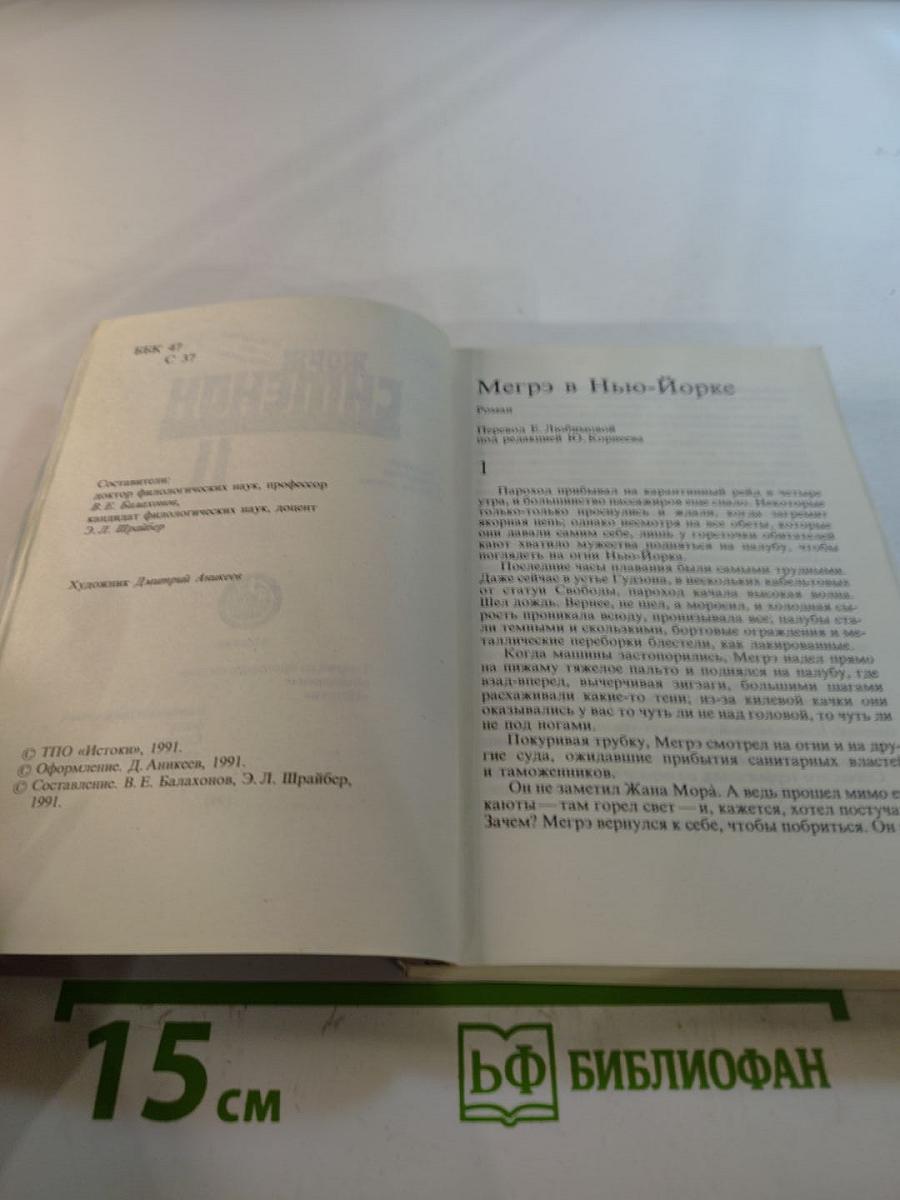 ББК 47
С 37
Составители:
доктор филологических наук, профессор
В. Е. Балахонов,
кандидат филологических наук, доцент
Э. Л. Шрайбер
Художник Дмитрий Аникеев
© ТПО «Истоки», 1991.
© Оформление. Д. Аникеев, 1991.
© Составление. В. Е. Балахонов, Э. Л. Шрайбер,
1991.
Мегрэ в Нью-Йорке
Роман
Перевод Е. Любимовой
под редакцией Ю. Корнеева
1
Пароход прибывал на карантинный рейд в четыре
утра, и большинство пассажиров еще спало. Некоторые
только-только проснулись и ждали, когда загремит
якорная цепь; однако несмотря на все обеты, которые
они давали самим себе, лишь у горсточки обитателей
кают хватило мужества подняться на палубу, чтобы
поглядеть на огни Нью-Йорка.
Последние часы плавания были самыми трудными.
Даже сейчас в устье Гудзона, в нескольких кабельтовых
от статуи Свободы, пароход качала высокая волна.
Шел дождь. Вернее, не шел, а моросил, и холодная сы-
рость проникала всюду, пронизывала все; палубы ста-
ли темными и скользкими, бортовые ограждения и ме-
таллические переборки блестели, как лакированные.
Когда машины застопорились, Мегрэ надел прямо
на пижаму тяжелое пальто и поднялся на палубу, где
взад-вперед, вычерчивая зигзаги, большими шагами
расхаживали какие-то тени; из-за килевой качки они
оказывались у вас то чуть ли не над головой, то чуть ли
не под ногами.
Покуривая трубку, Мегрэ смотрел на огни и на дру-
гие суда, ожидавшие прибытия санитарных властей
и таможенников.
Он не заметил Жана Мора. А ведь прошел мимо е
каюты — там горел свет — и, кажется, хотел постуча
Зачем? Мегрэ вернулся к себе, чтобы побриться. Он
15 см
БФ БИБЛИОФАН